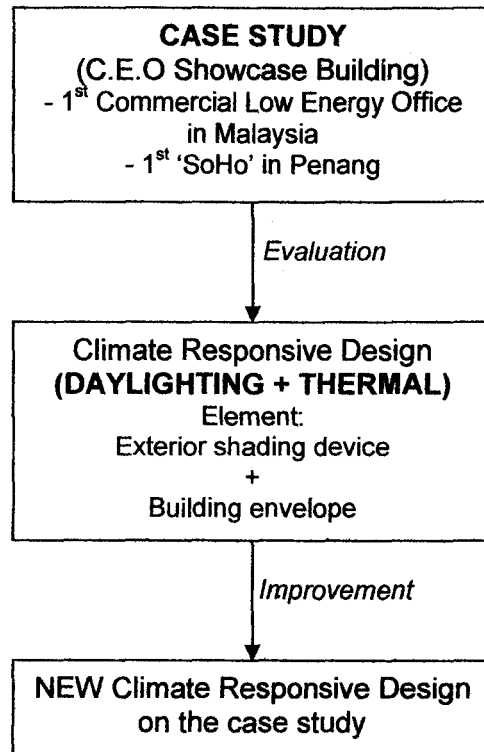 CASE STUDY
(C.E.O Showcase Building)
- 1st Commercial Low Energy Office
in Malaysia
- 1st 'SoHo' in Penang
Evaluation
Climate Responsive Design
(DAYLIGHTING + THERMAL)
Element:
Exterior shading device
+
Building envelope
Improvement
NEW Climate Responsive Design
on the case study